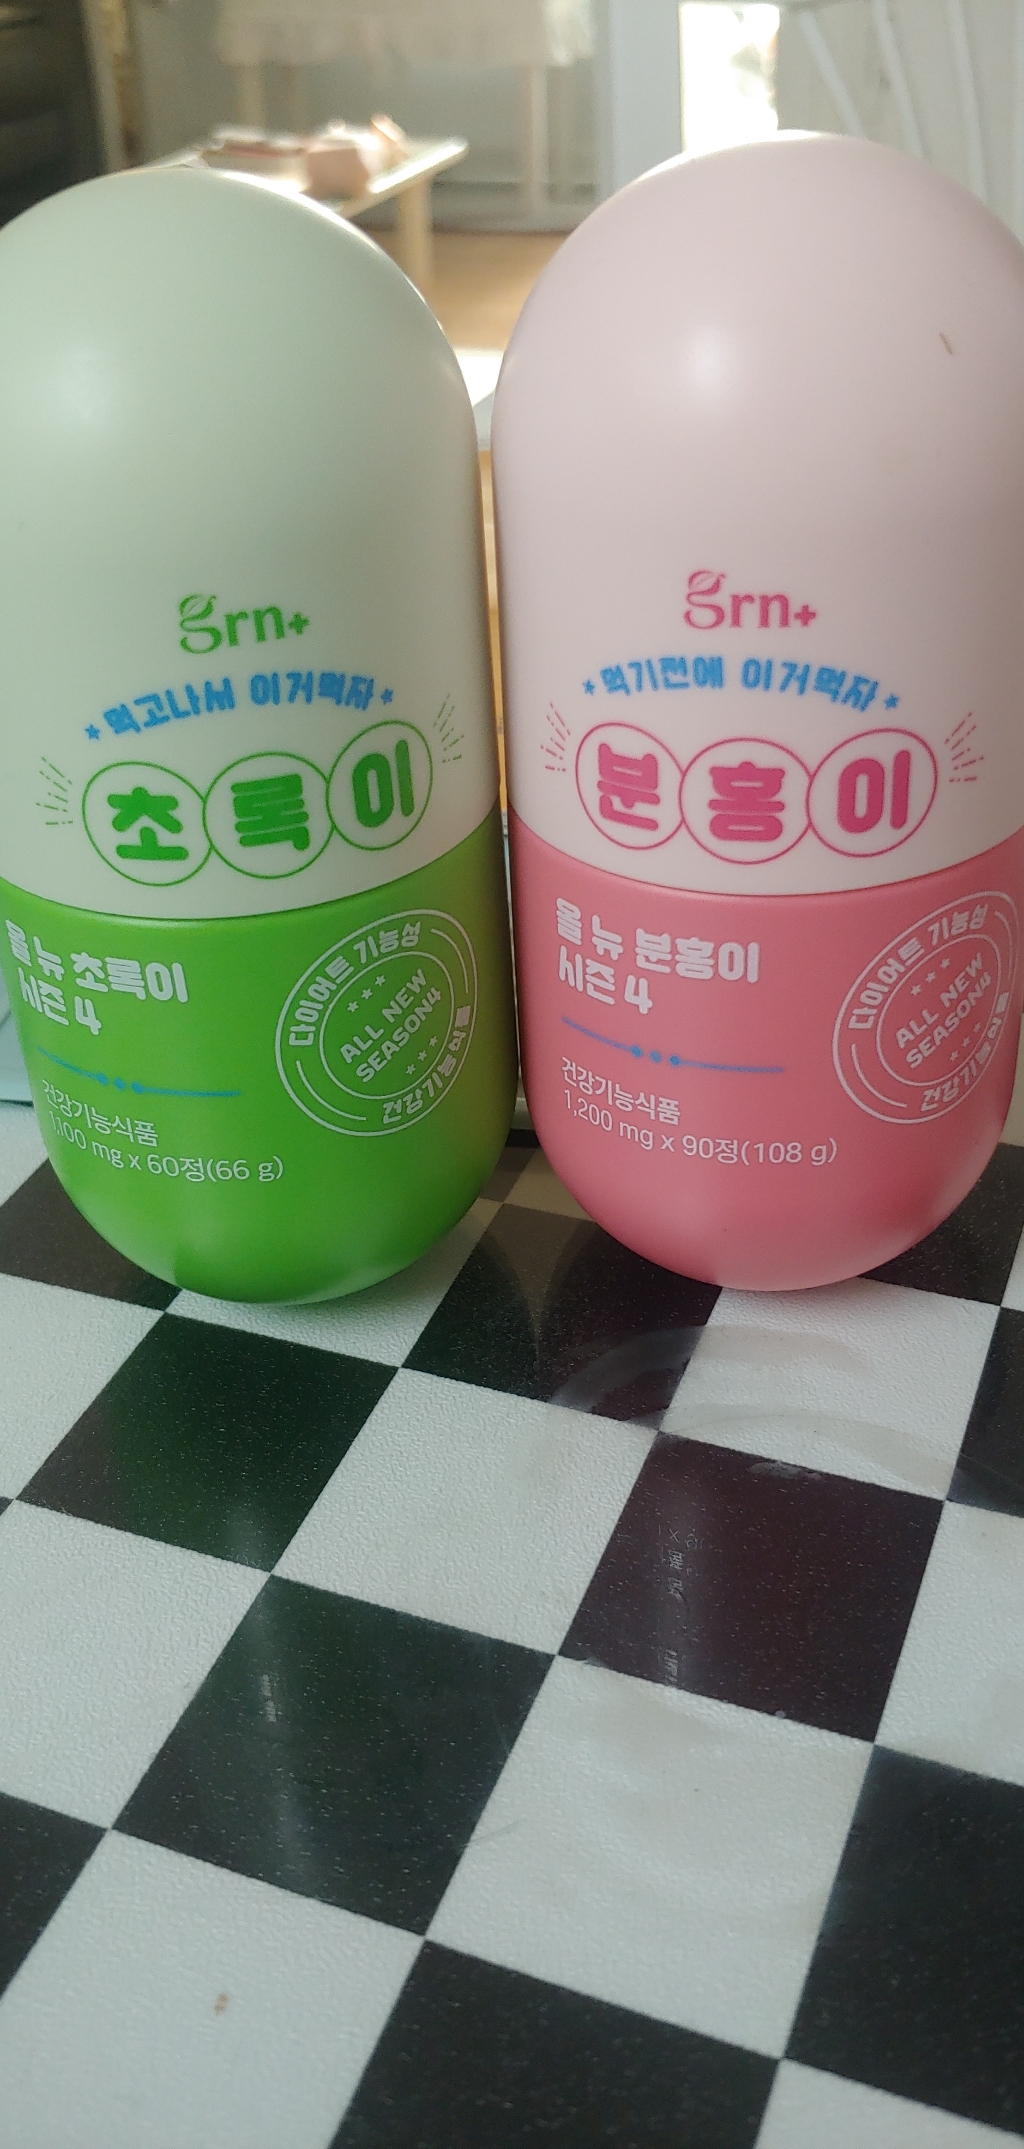 grn+
먹고나서 이거먹자
초록이
올 뉴 초록이
시즌 4
다이어트 기능성
ALL NEW
SEASON4
건강기능식품
건강기능식품
1,100 mg x 60정(66 g)
grn+
먹기전에 이거먹자
분홍이
올 뉴 분홍이
시즌 4
다이어트 기능성
ALL NEW
SEASON4
건강기능식품
건강기능식품
1,200 mg x 90정(108 g)